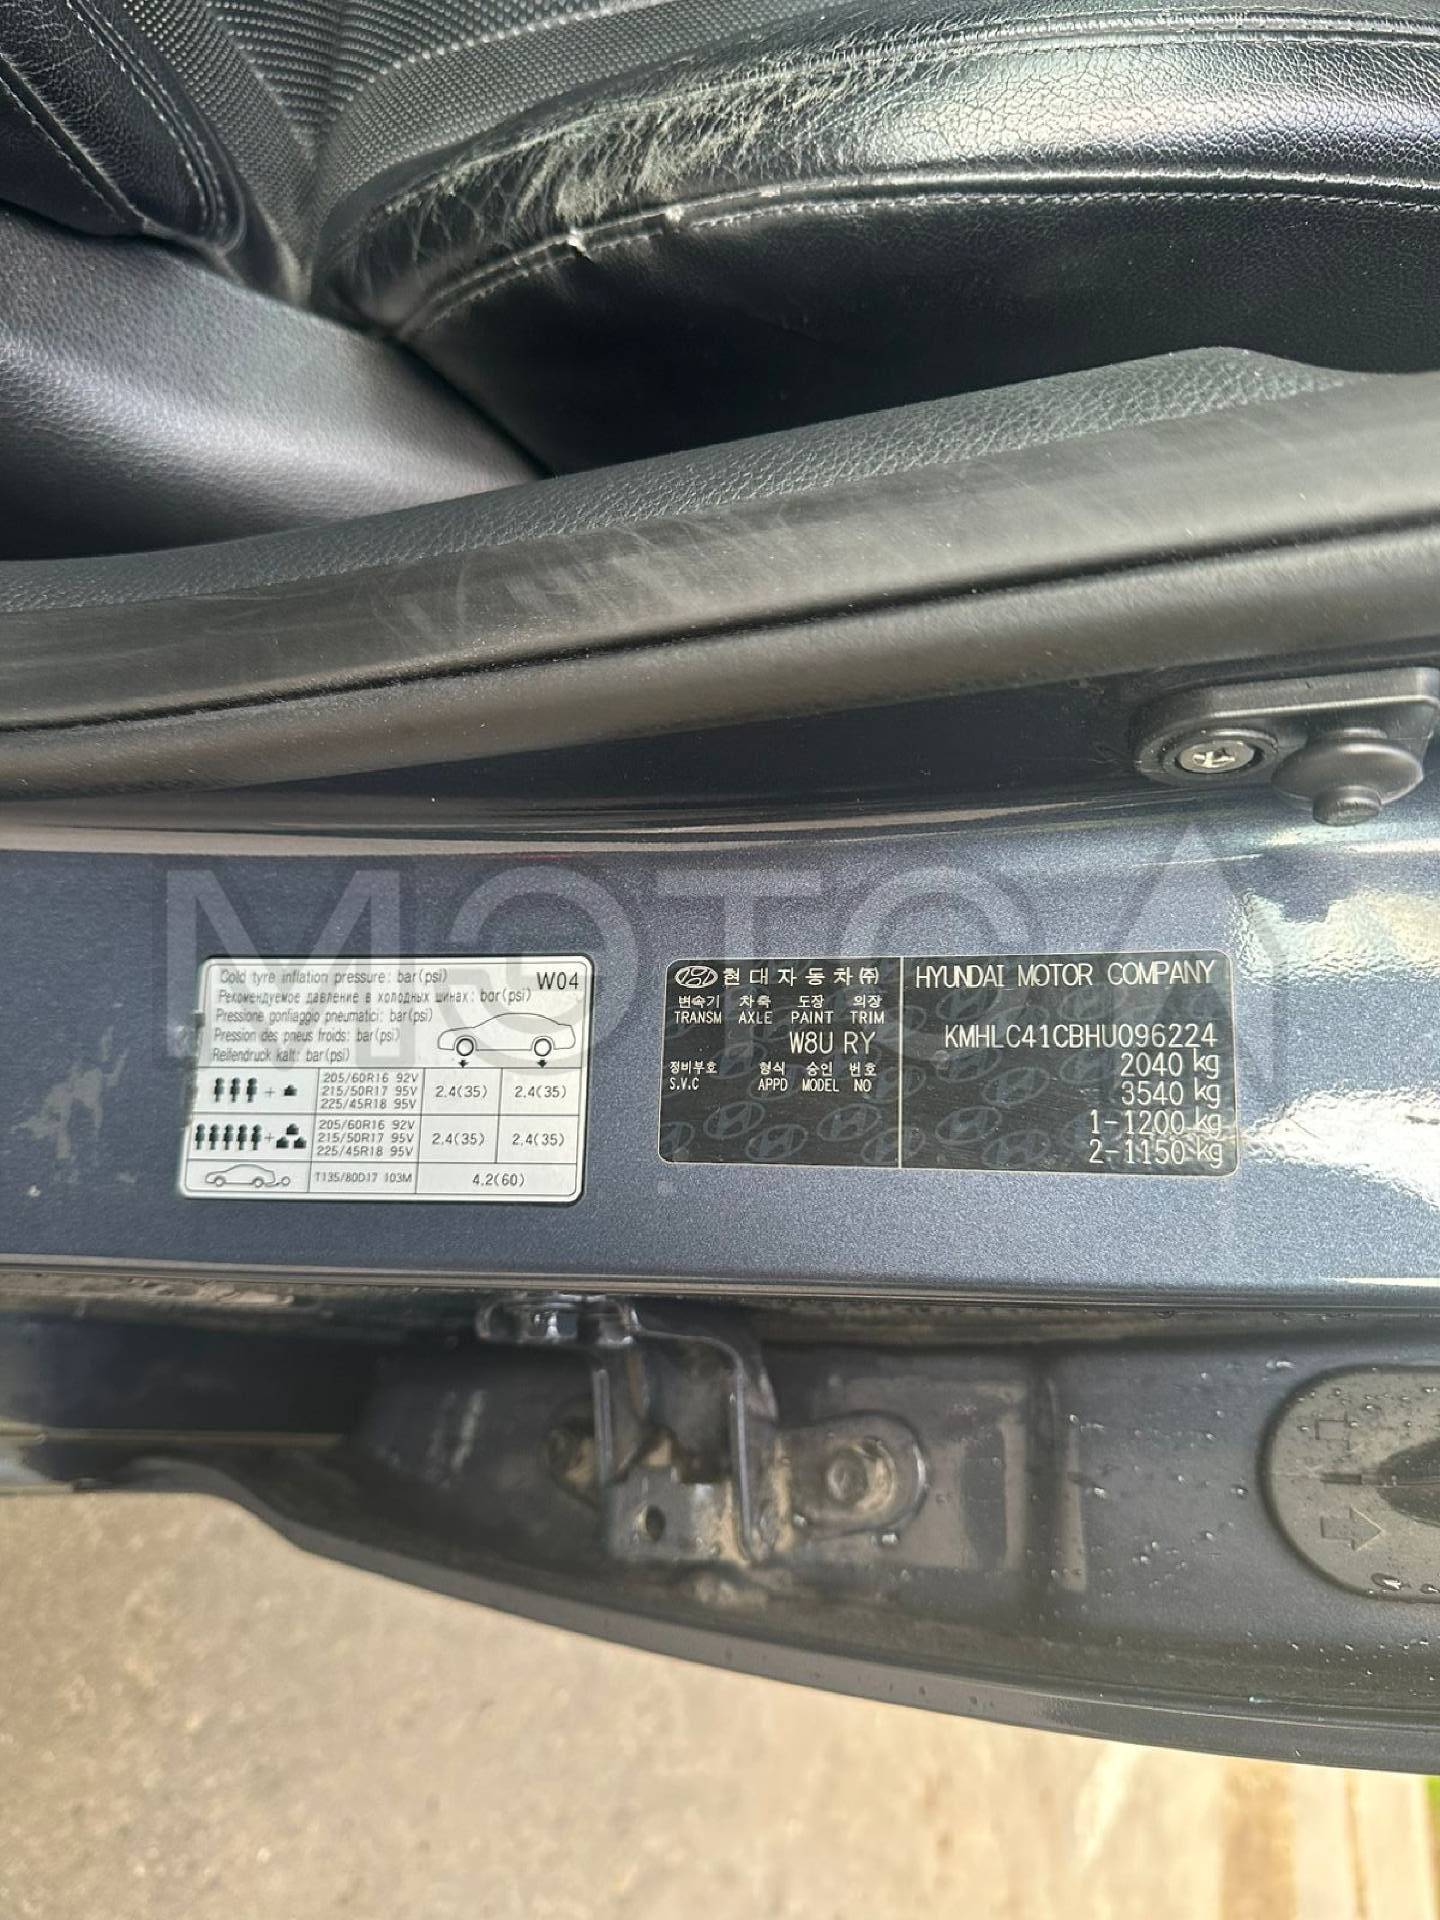 MOTOR
Cold tyre inflation pressure: bar(psi)
W04
Рекомендуемое давление в холодных шинах: bar(psi)
Pressione gonfiaggio pneumatici: bar(psi)
Pression des pneus froids: bar(psi)
Reifendruck kalt: bar(psi)
205/60R16 92V
215/50R17 95V
225/45R18 95V
2.4(35) 2.4(35)
205/60R16 92V
215/50R17 95V
225/45R18 95V
2.4(35) 2.4(35)
T135/80D17 103M 4.2(60)
현대자동차㈜
변속기 차축 도장 의장
TRANSM AXLE PAINT TRIM
W8U RY
정비부호 형식 승인 번호
S.V.C APPD MODEL NO
HYUNDAI MOTOR COMPANY
KMHLC41CBHU096224
2040 kg
3540 kg
1-1200 kg
2-1150 kg